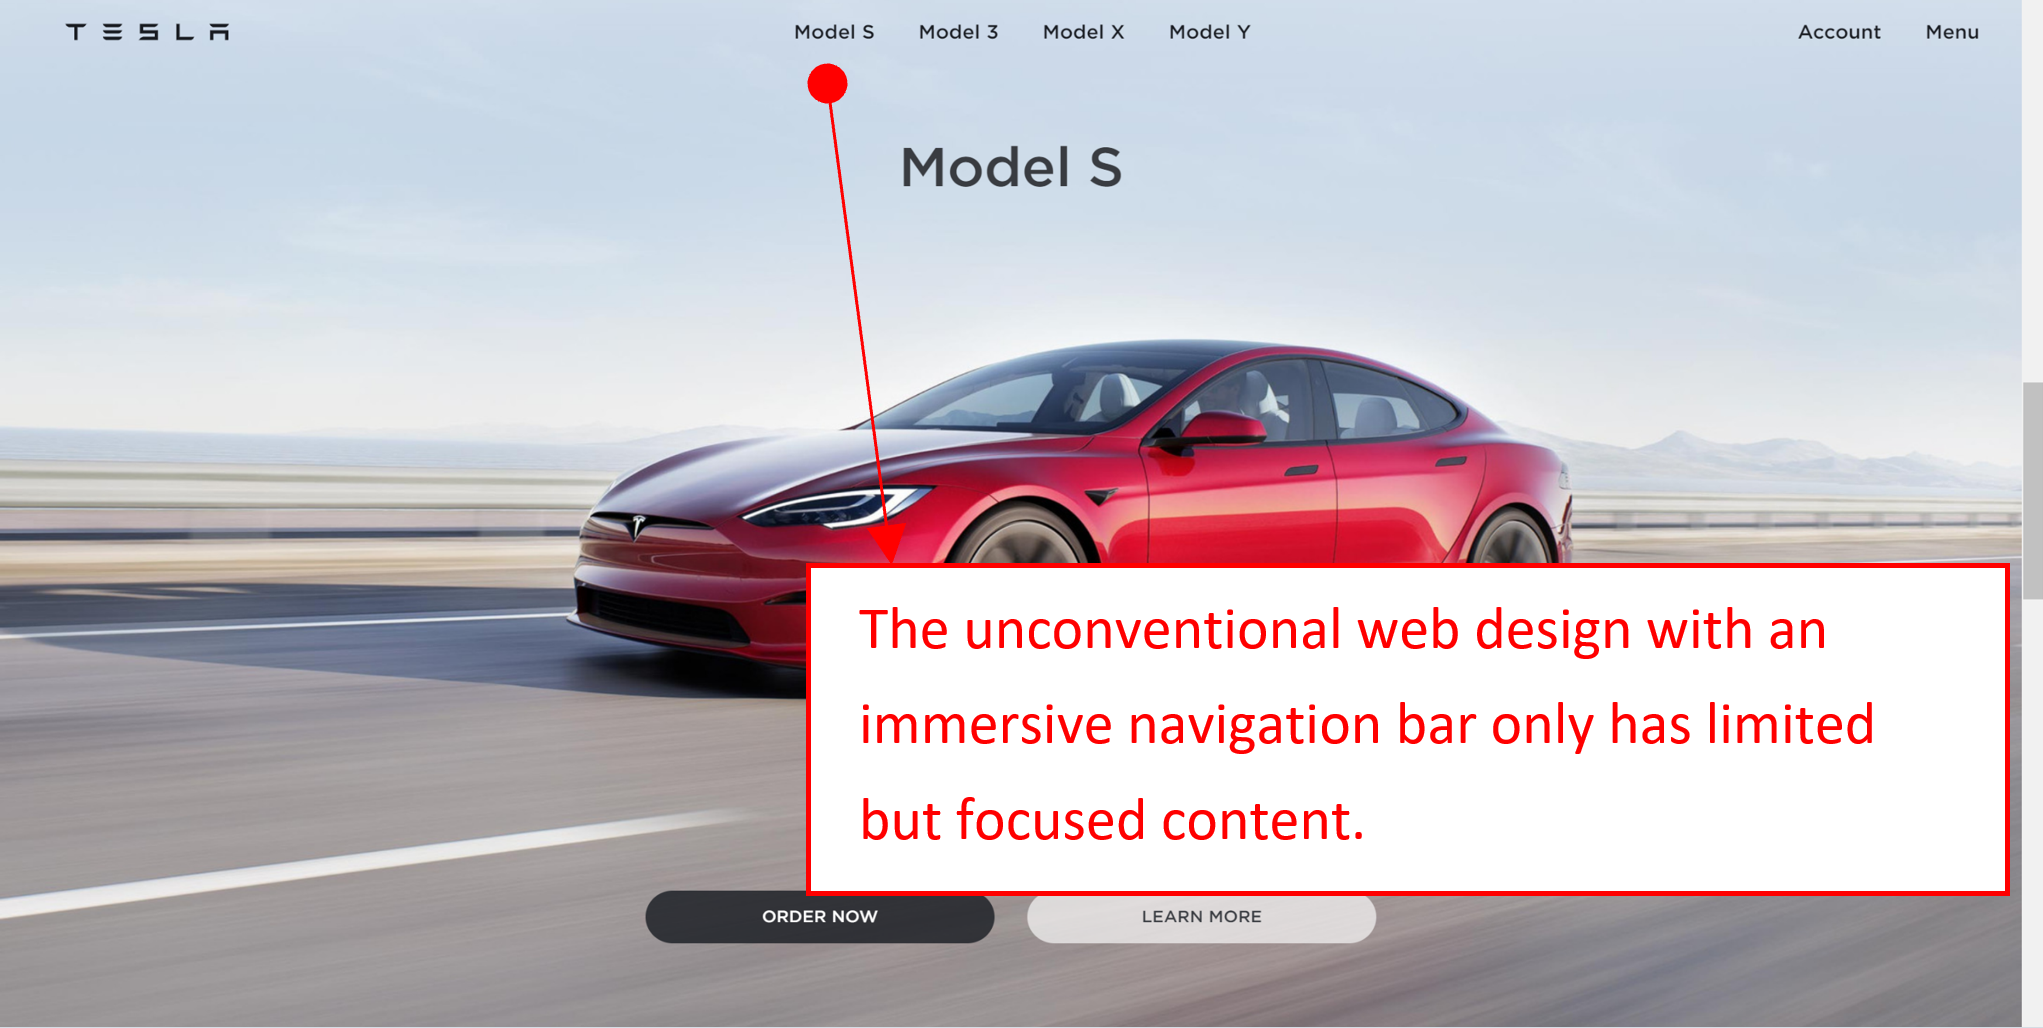 TESLA Model S Model 3 Model X Model Y Account Menu
Model S
The unconventional web design with an
immersive navigation bar only has limited
but focused content.
ORDER NOW LEARN MORE